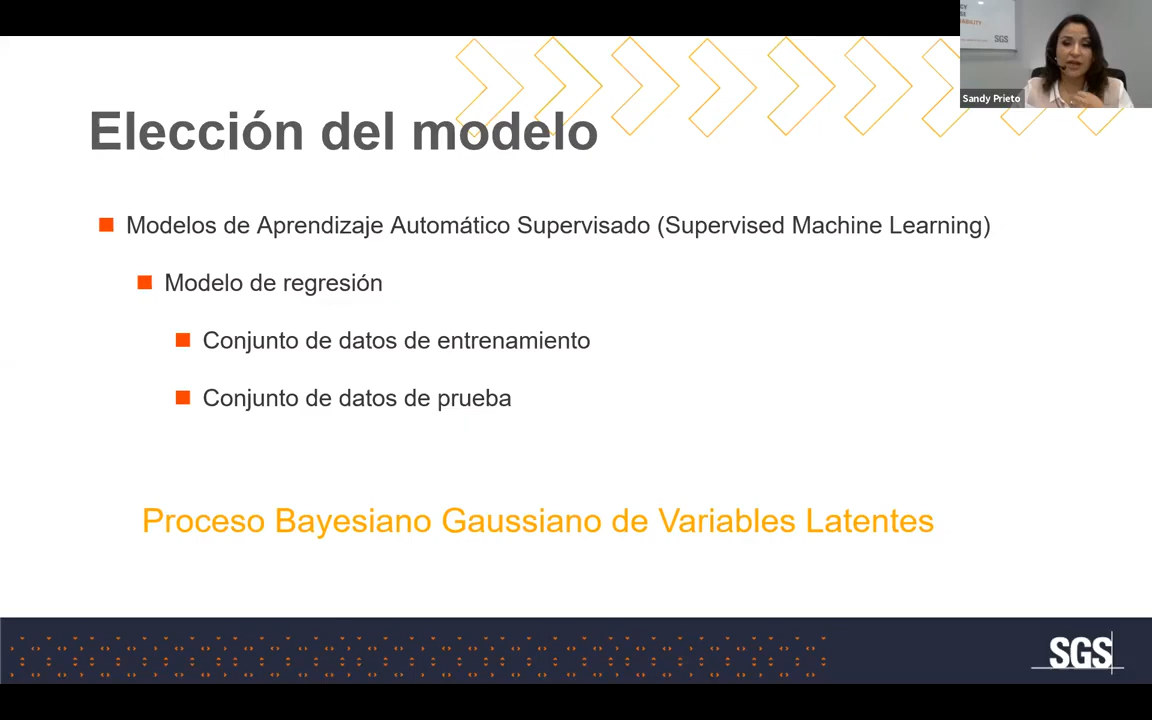 Elección del modelo
Modelos de Aprendizaje Automático Supervisado (Supervised Machine Learning)
Modelo de regresión
Conjunto de datos de entrenamiento
Conjunto de datos de prueba
Proceso Bayesiano Gaussiano de Variables Latentes
SGS
SGS
Sandy Prieto